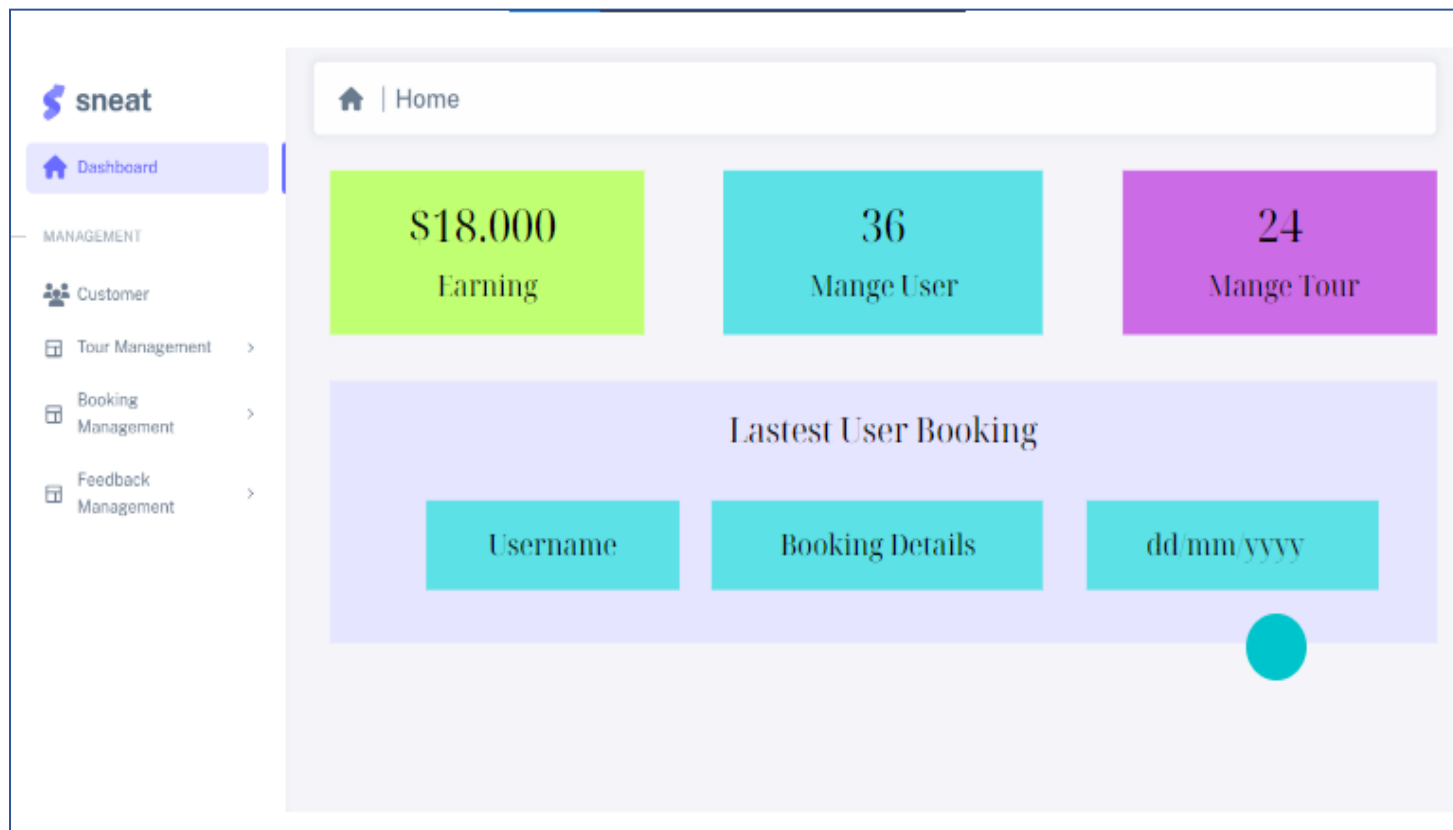 sneat
Dashboard
MANAGEMENT
Customer
Tour Management
Booking
Management
Feedback
Management
| Home
$18.000
Earning
36
Mange User
24
Mange Tour
Lastest User Booking
Username
Booking Details
dd/mm/yyyy